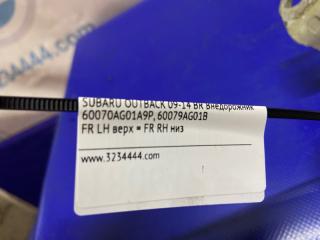 SUBARU OUTBACK 09-14 BR Внедорожник
60070AG01A9P, 60079AG01B
FR LH верх = FR RH низ
www.3234444.com